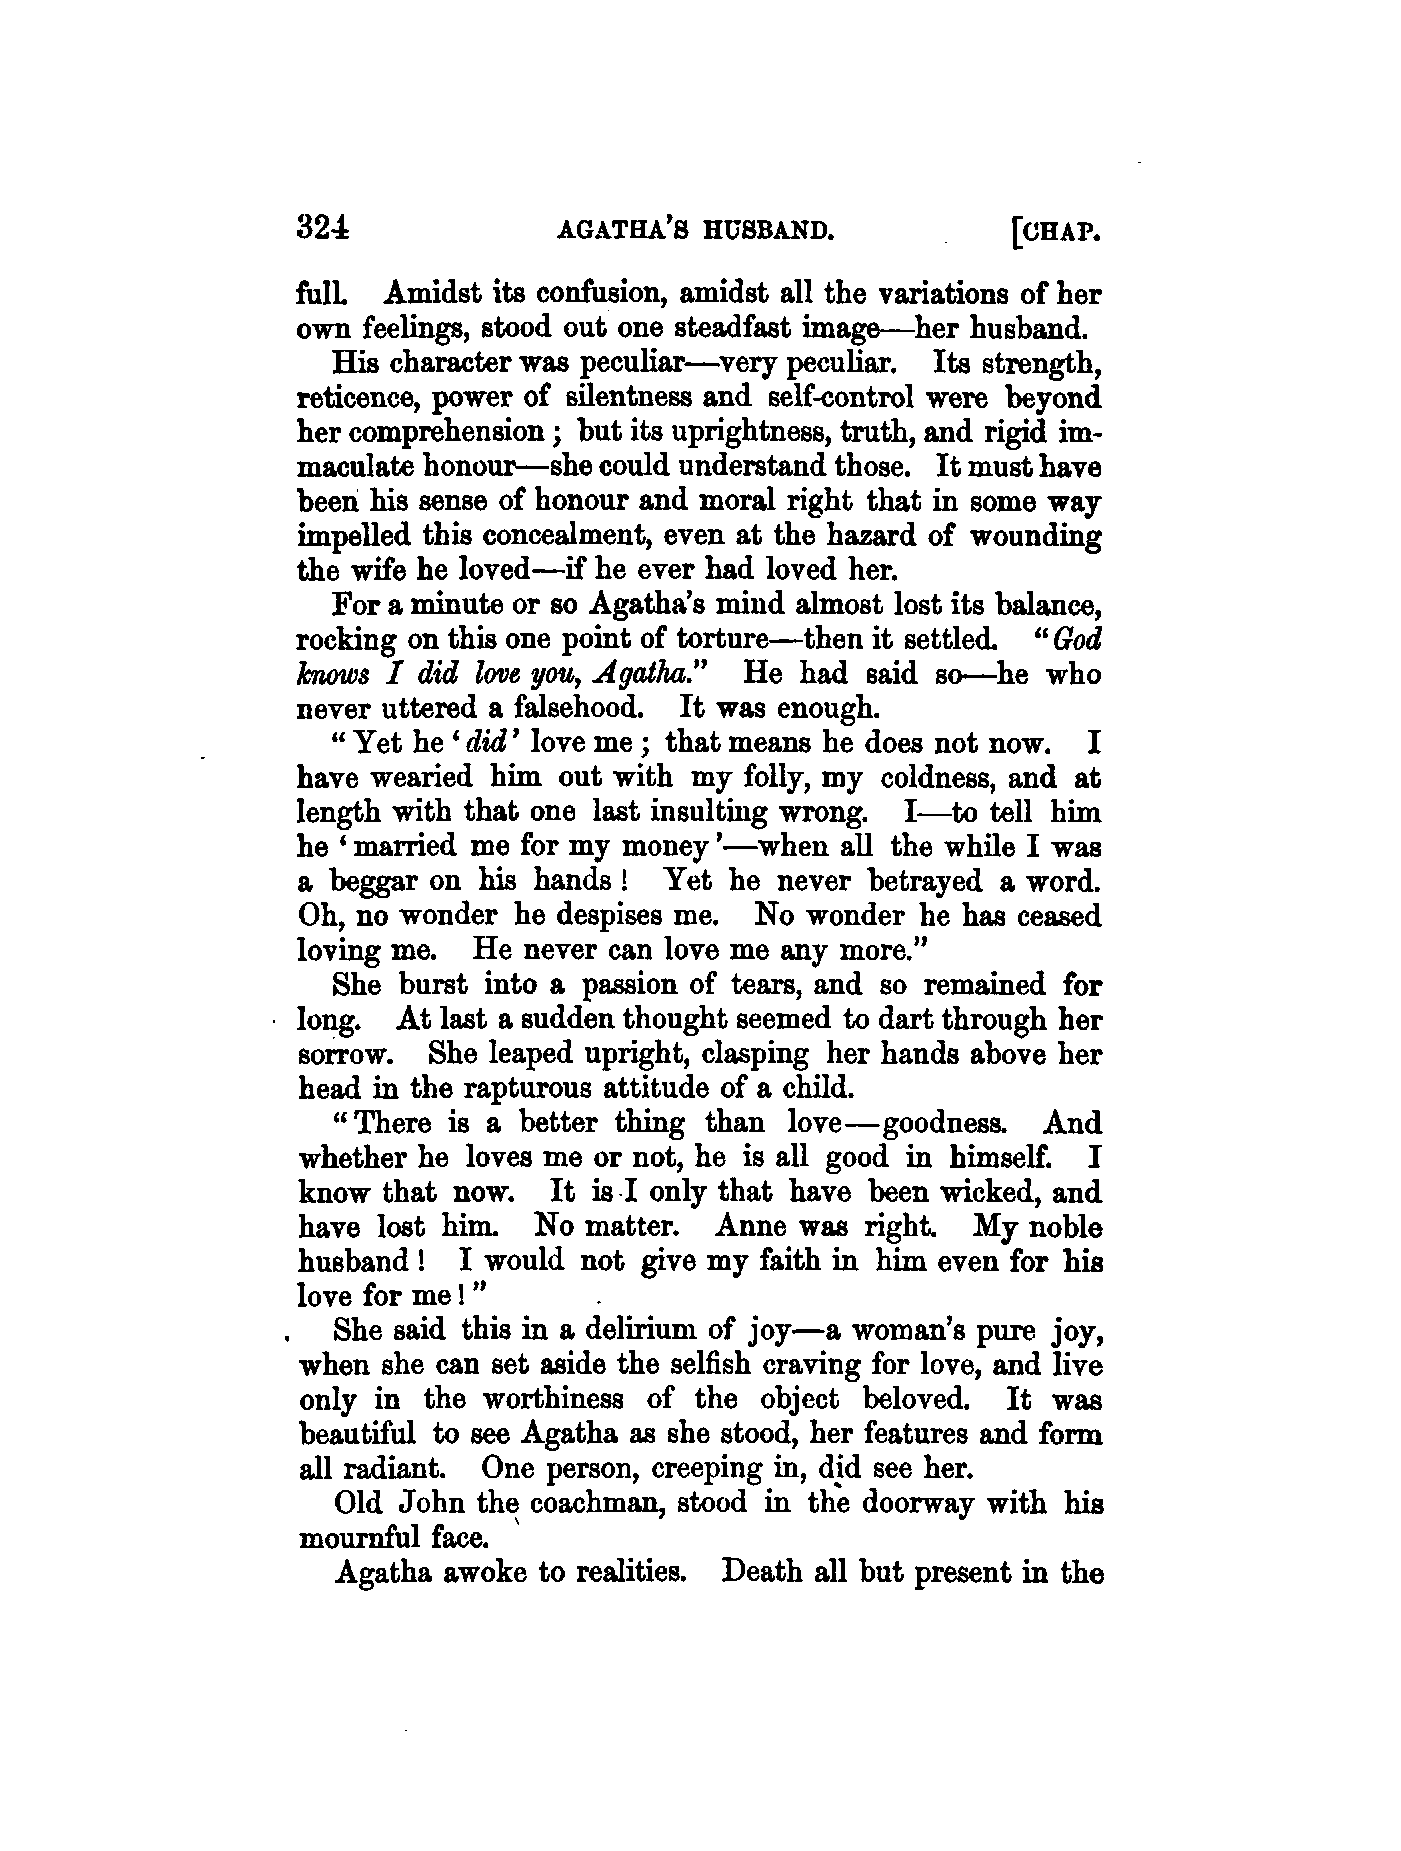 324 AGATHA'S HUSBAND. [CHAP.
full. Amidst its confusion, amidst all the variations of her
own feelings, stood out one steadfast image—her husband.
His character was peculiar—very peculiar. Its strength,
reticence, power of silentness and self-control were beyond
her comprehension ; but its uprightness, truth, and rigid im-
maculate honour—she could understand those. It must have
been his sense of honour and moral right that in some way
impelled this concealment, even at the hazard of wounding
the wife he loved—if he ever had loved her.
For a minute or so Agatha's mind almost lost its balance,
rocking on this one point of torture—then it settled. "God
knows I did love you, Agatha." He had said so—he who
never uttered a falsehood. It was enough.
"Yet he 'did' love me ; that means he does not now. I
have wearied him out with my folly, my coldness, and at
length with that one last insulting wrong. I—to tell him
he 'married me for my money'—when all the while I was
a beggar on his hands ! Yet he never betrayed a word.
Oh, no wonder he despises me. No wonder he has ceased
loving me. He never can love me any more."
She burst into a passion of tears, and so remained for
long. At last a sudden thought seemed to dart through her
sorrow. She leaped upright, clasping her hands above her
head in the rapturous attitude of a child.
"There is a better thing than love—goodness. And
whether he loves me or not, he is all good in himself. I
know that now. It is I only that have been wicked, and
have lost him. No matter. Anne was right. My noble
husband ! I would not give my faith in him even for his
love for me ! "
She said this in a delirium of joy—a woman's pure joy,
when she can set aside the selfish craving for love, and live
only in the worthiness of the object beloved. It was
beautiful to see Agatha as she stood, her features and form
all radiant. One person, creeping in, did see her.
Old John the coachman, stood in the doorway with his
mournful face.
Agatha awoke to realities. Death all but present in the